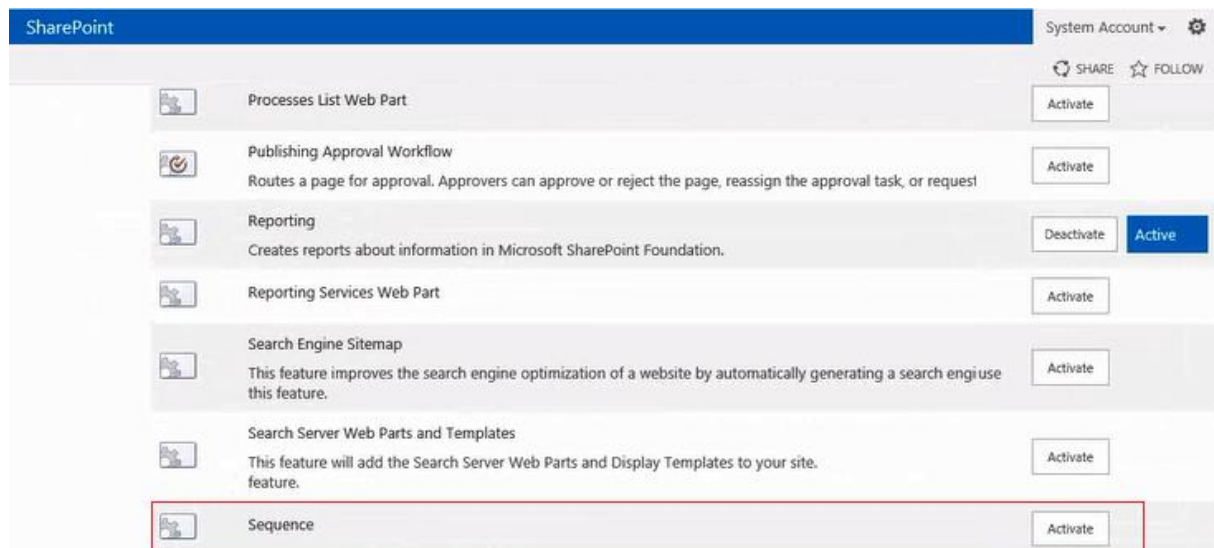 SharePoint
System Account
SHARE FOLLOW
Processes List Web Part
Activate
Publishing Approval Workflow
Routes a page for approval. Approvers can approve or reject the page, reassign the approval task, or request
Activate
Reporting
Creates reports about information in Microsoft SharePoint Foundation.
Deactivate Active
Reporting Services Web Part
Activate
Search Engine Sitemap
This feature improves the search engine optimization of a website by automatically generating a search engi use
this feature.
Activate
Search Server Web Parts and Templates
This feature will add the Search Server Web Parts and Display Templates to your site.
feature.
Activate
Sequence
Activate